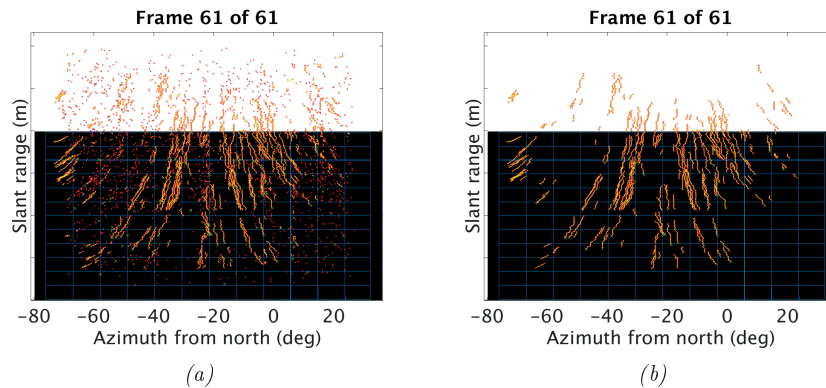 Frame 61 of 61
Slant range (m)
-80 -60 -40 -20 0 20
Azimuth from north (deg)
(a)
Frame 61 of 61
Slant range (m)
-80 -60 -40 -20 0 20
Azimuth from north (deg)
(b)